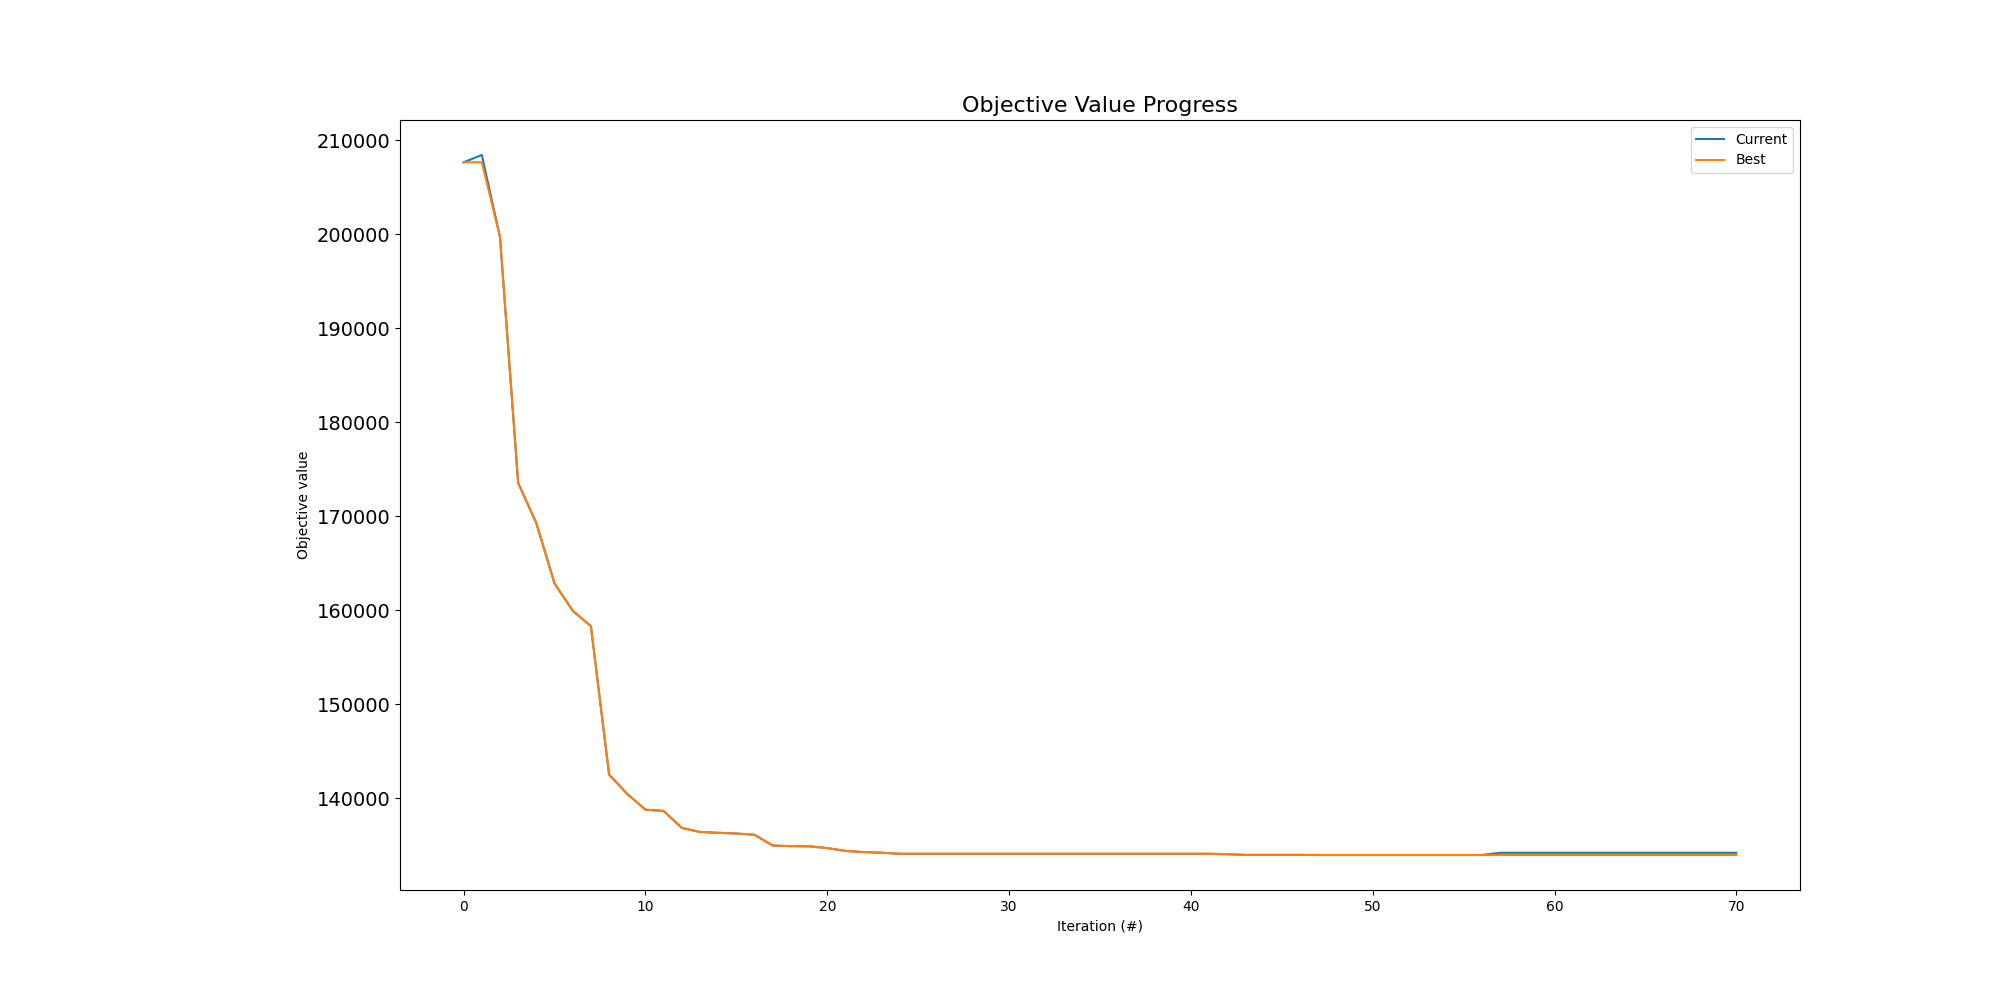 Objective Value Progress
Current
Best
210000
200000
190000
180000
170000
160000
150000
140000
Objective value
0 10 20 30 40 50 60 70
Iteration (#)